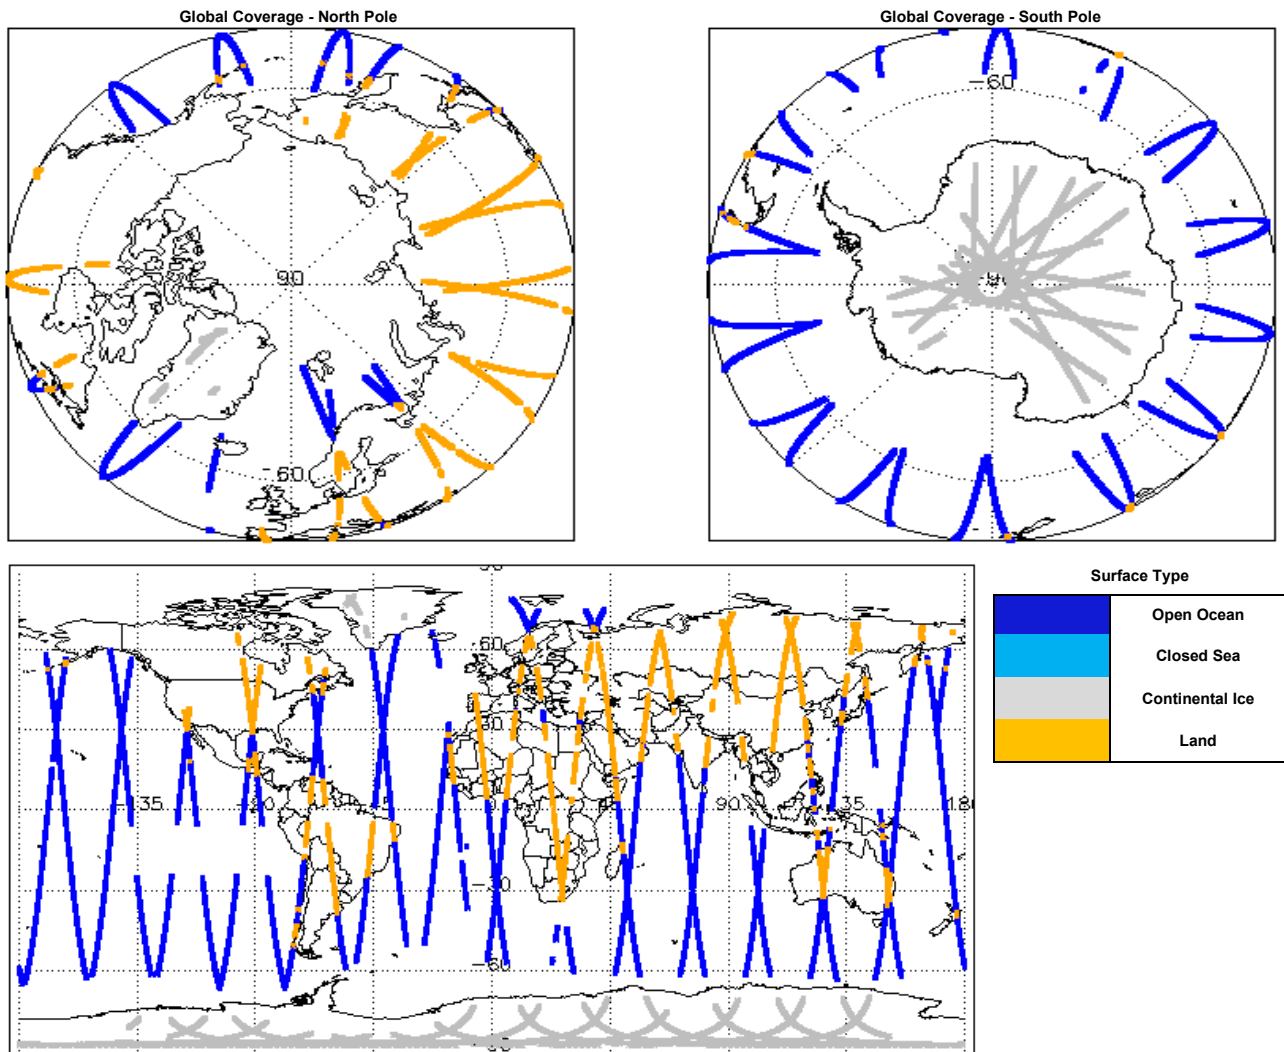 Global Coverage - North Pole
Global Coverage - South Pole
-60
90
-60
Surface Type
Open Ocean
Closed Sea
Continental Ice
Land
60
30
-135
90
135
180
-30
-60